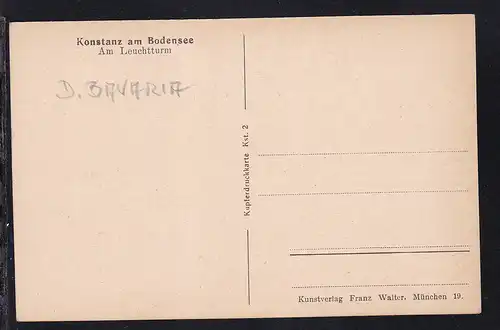 Konstanz am Bodensee
Am Leuchtturm
D. BAVARIA
Kupferdruckkarte Kst. 2
Kunstverlag Franz Walter. München 19.